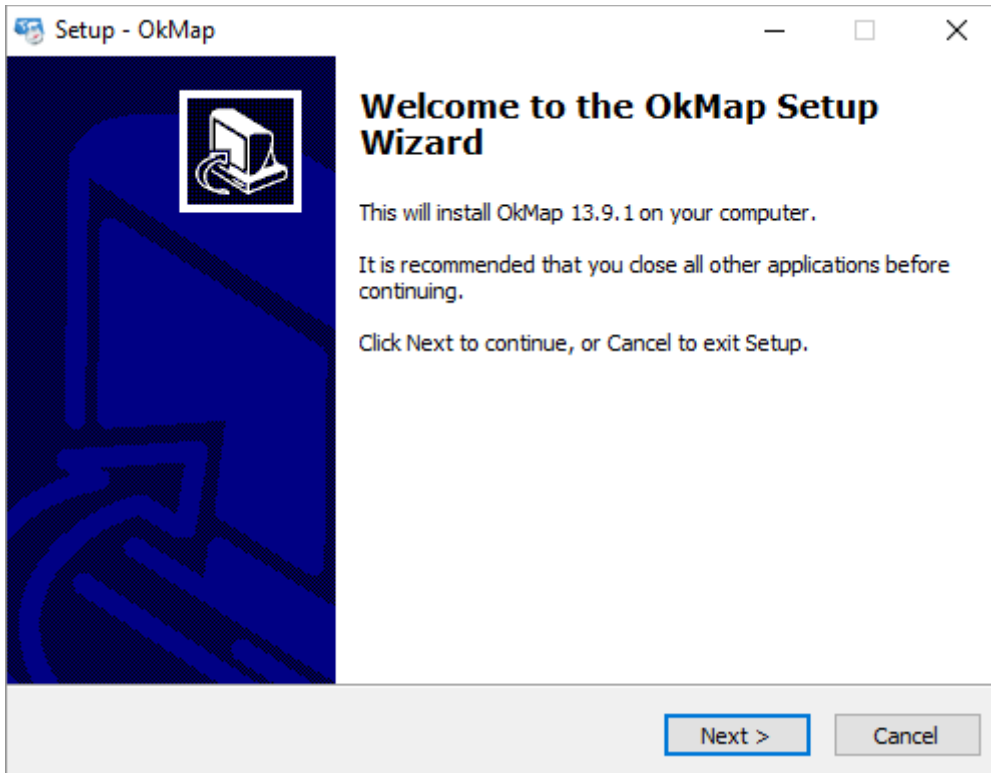 Setup - OkMap
Welcome to the OkMap Setup
Wizard
This will install OkMap 13.9.1 on your computer.
It is recommended that you close all other applications before
continuing.
Click Next to continue, or Cancel to exit Setup.
Next >
Cancel